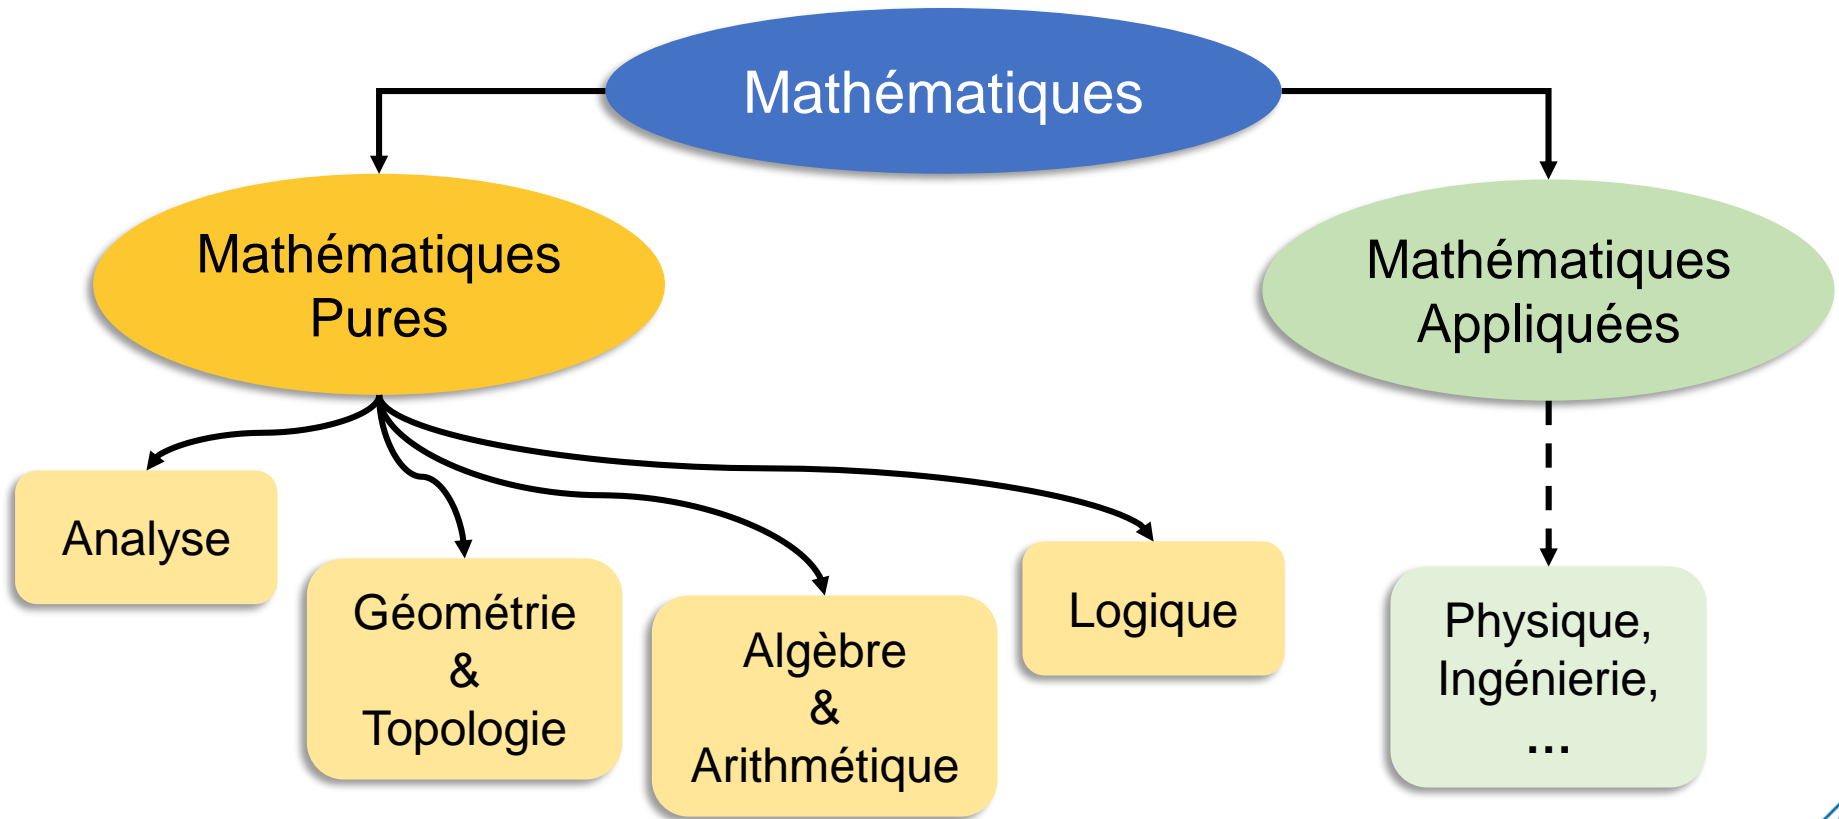 Mathématiques
Mathématiques
Pures
Mathématiques
Appliquées
Analyse
Géométrie
&
Topologie
Algèbre
&
Arithmétique
Logique
Physique,
Ingénierie,
...